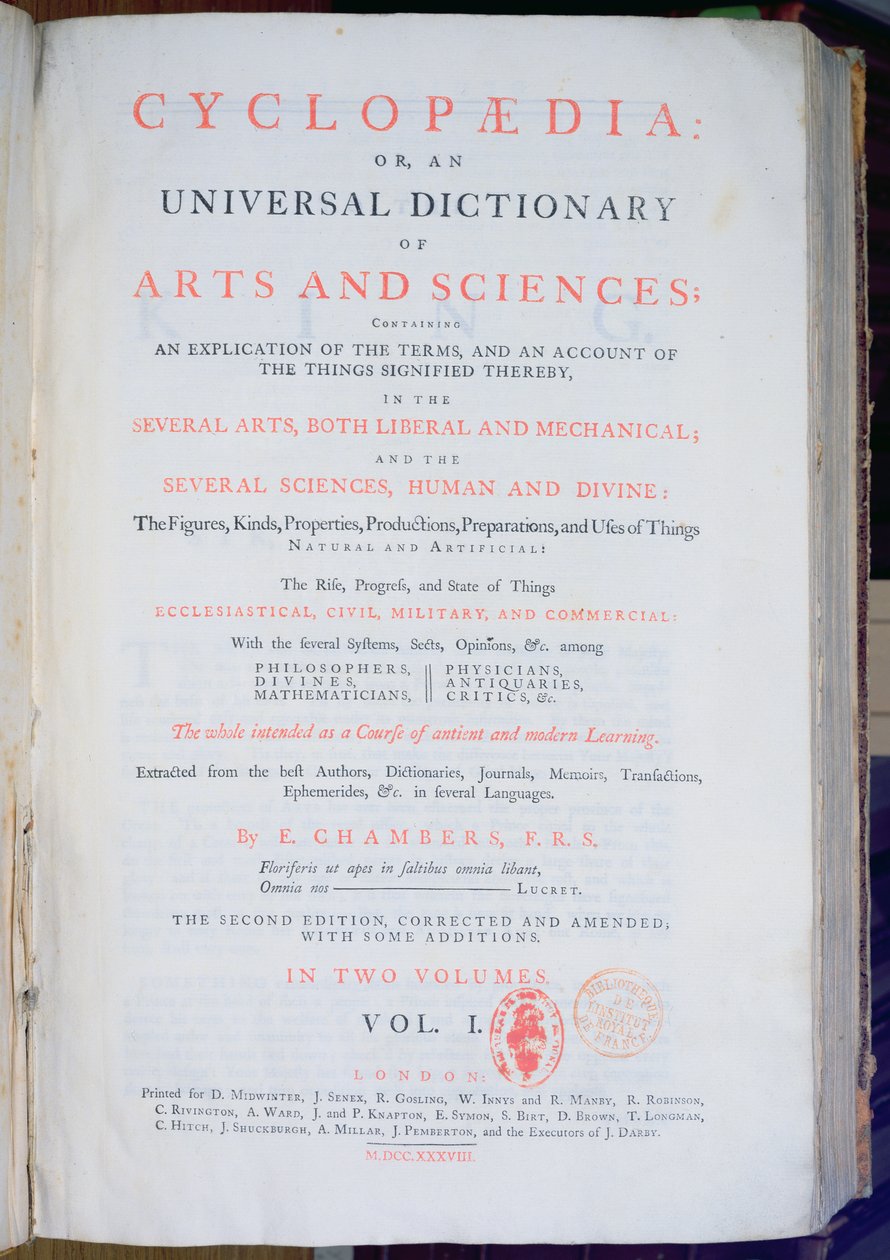 CYCLOPÆDIA:
OR, AN
UNIVERSAL DICTIONARY
OF
ARTS AND SCIENCES;
CONTAINING
AN EXPLICATION OF THE TERMS, AND AN ACCOUNT OF
THE THINGS SIGNIFIED THEREBY,
IN THE
SEVERAL ARTS, BOTH LIBERAL AND MECHANICAL;
AND THE
SEVERAL SCIENCES, HUMAN AND DIVINE:
The Figures, Kinds, Properties, Productions, Preparations, and Uſes of Things
NATURAL AND ARTIFICIAL:
The Riſe, Progreſs, and State of Things
ECCLESIASTICAL, CIVIL, MILITARY, AND COMMERCIAL:
With the ſeveral Syſtems, Sects, Opinions, &c. among
PHILOSOPHERS, || PHYSICIANS,
DIVINES, || ANTIQUARIES,
MATHEMATICIANS, || CRITICS, &c.
The whole intended as a Courſe of antient and modern Learning.
Extracted from the beſt Authors, Dictionaries, Journals, Memoirs, Tranſactions,
Ephemerides, &c. in ſeveral Languages.
By E. CHAMBERS, F. R. S.
Floriferis ut apes in ſaltibus omnia libant,
Omnia nos ——— LUCRET.
THE SECOND EDITION, CORRECTED AND AMENDED;
WITH SOME ADDITIONS.
IN TWO VOLUMES.
VOL. I.
BIBLIOTHEQUE
DE
L'INSTITUT
ROYAL
DE FRANCE.
LONDON:
Printed for D. MIDWINTER, J. SENEX, R. GOSLING, W. INNYS and R. MANBY, R. ROBINSON,
C. RIVINGTON, A. WARD, J. and P. KNAPTON, E. SYMON, S. BIRT, D. BROWN, T. LONGMAN,
C. HITCH, J. SHUCKBURGH, A. MILLAR, J. PEMBERTON, and the Executors of J. DARBY.
M.DCC.XXXVIII.